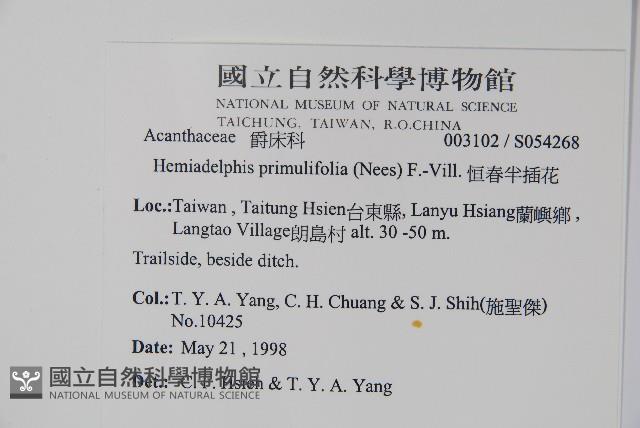 國立自然科學博物館
NATIONAL MUSEUM OF NATURAL SCIENCE
TAICHUNG, TAIWAN, R.O.CHINA
Acanthaceae 爵床科 003102 / S054268
Hemiadelphis primulifolia (Nees) F.-Vill. 恒春半插花
Loc.:Taiwan , Taitung Hsien台東縣, Lanyu Hsiang蘭嶼鄉 ,
Langtao Village朗島村 alt. 30 -50 m.
Trailside, beside ditch.
Col.:T. Y. A. Yang, C. H. Chuang & S. J. Shih(施聖傑)
No.10425
Date: May 21 , 1998
Det.: C. F. Hsieh & T. Y. A. Yang
國立自然科學博物館
NATIONAL MUSEUM OF NATURAL SCIENCE